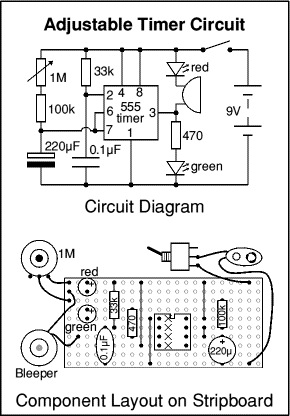 Adjustable Timer Circuit
1M
33k
4
8
red
2
100k
555
timer
6
3
7
1
9V
470
220µF
0.1µF
green
Circuit Diagram
1M
red
33k
470
100k
green
0.1µF
220µ
Bleeper
Component Layout on Stripboard